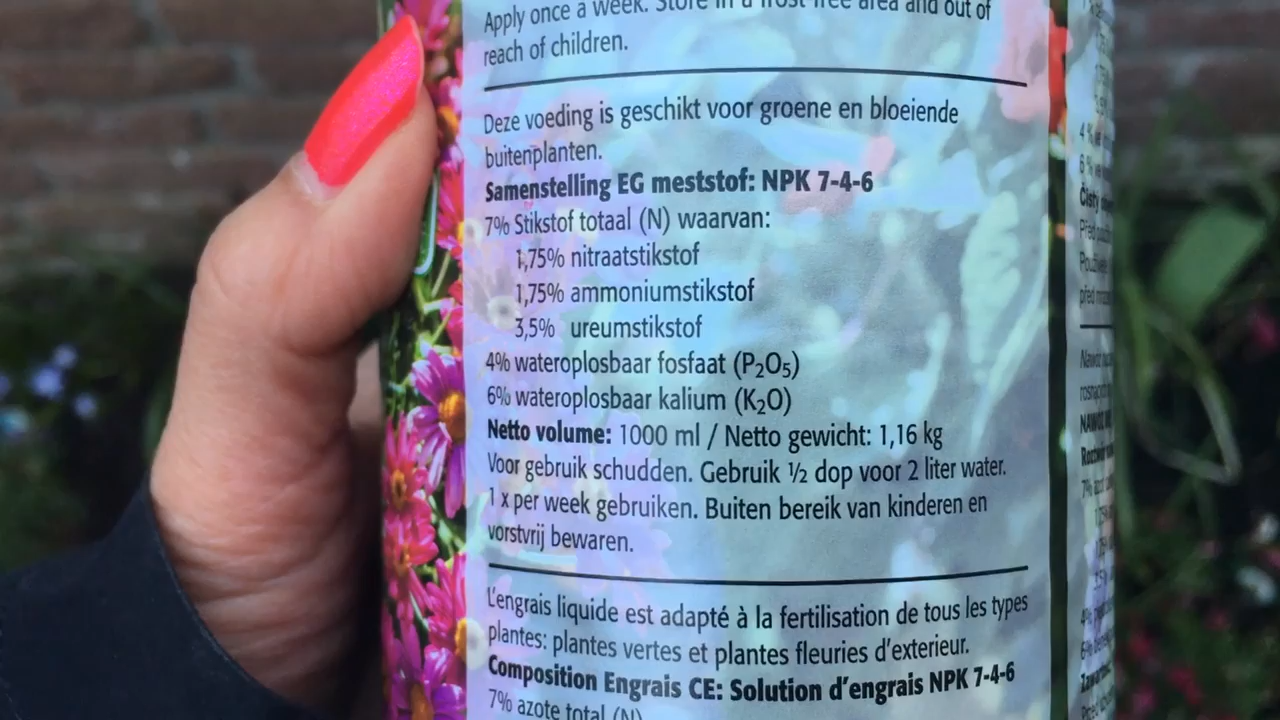 Apply once a week. Store in a frost-free area and out of
reach of children.
Deze voeding is geschikt voor groene en bloeiende
buitenplanten.
Samenstelling EG meststof: NPK 7-4-6
7% Stikstof totaal (N) waarvan:
1,75% nitraatstikstof
1,75% ammoniumstikstof
3,5% ureumstikstof
4% wateroplosbaar fosfaat (P₂O₅)
6% wateroplosbaar kalium (K₂O)
Netto volume: 1000 ml / Netto gewicht: 1,16 kg
Voor gebruik schudden. Gebruik ½ dop voor 2 liter water.
1 x per week gebruiken. Buiten bereik van kinderen en
vorstvrij bewaren.
L'engrais liquide est adapté à la fertilisation de tous les types
plantes: plantes vertes et plantes fleuries d'exterieur.
Composition Engrais CE: Solution d'engrais NPK 7-4-6
7% azote total (N)